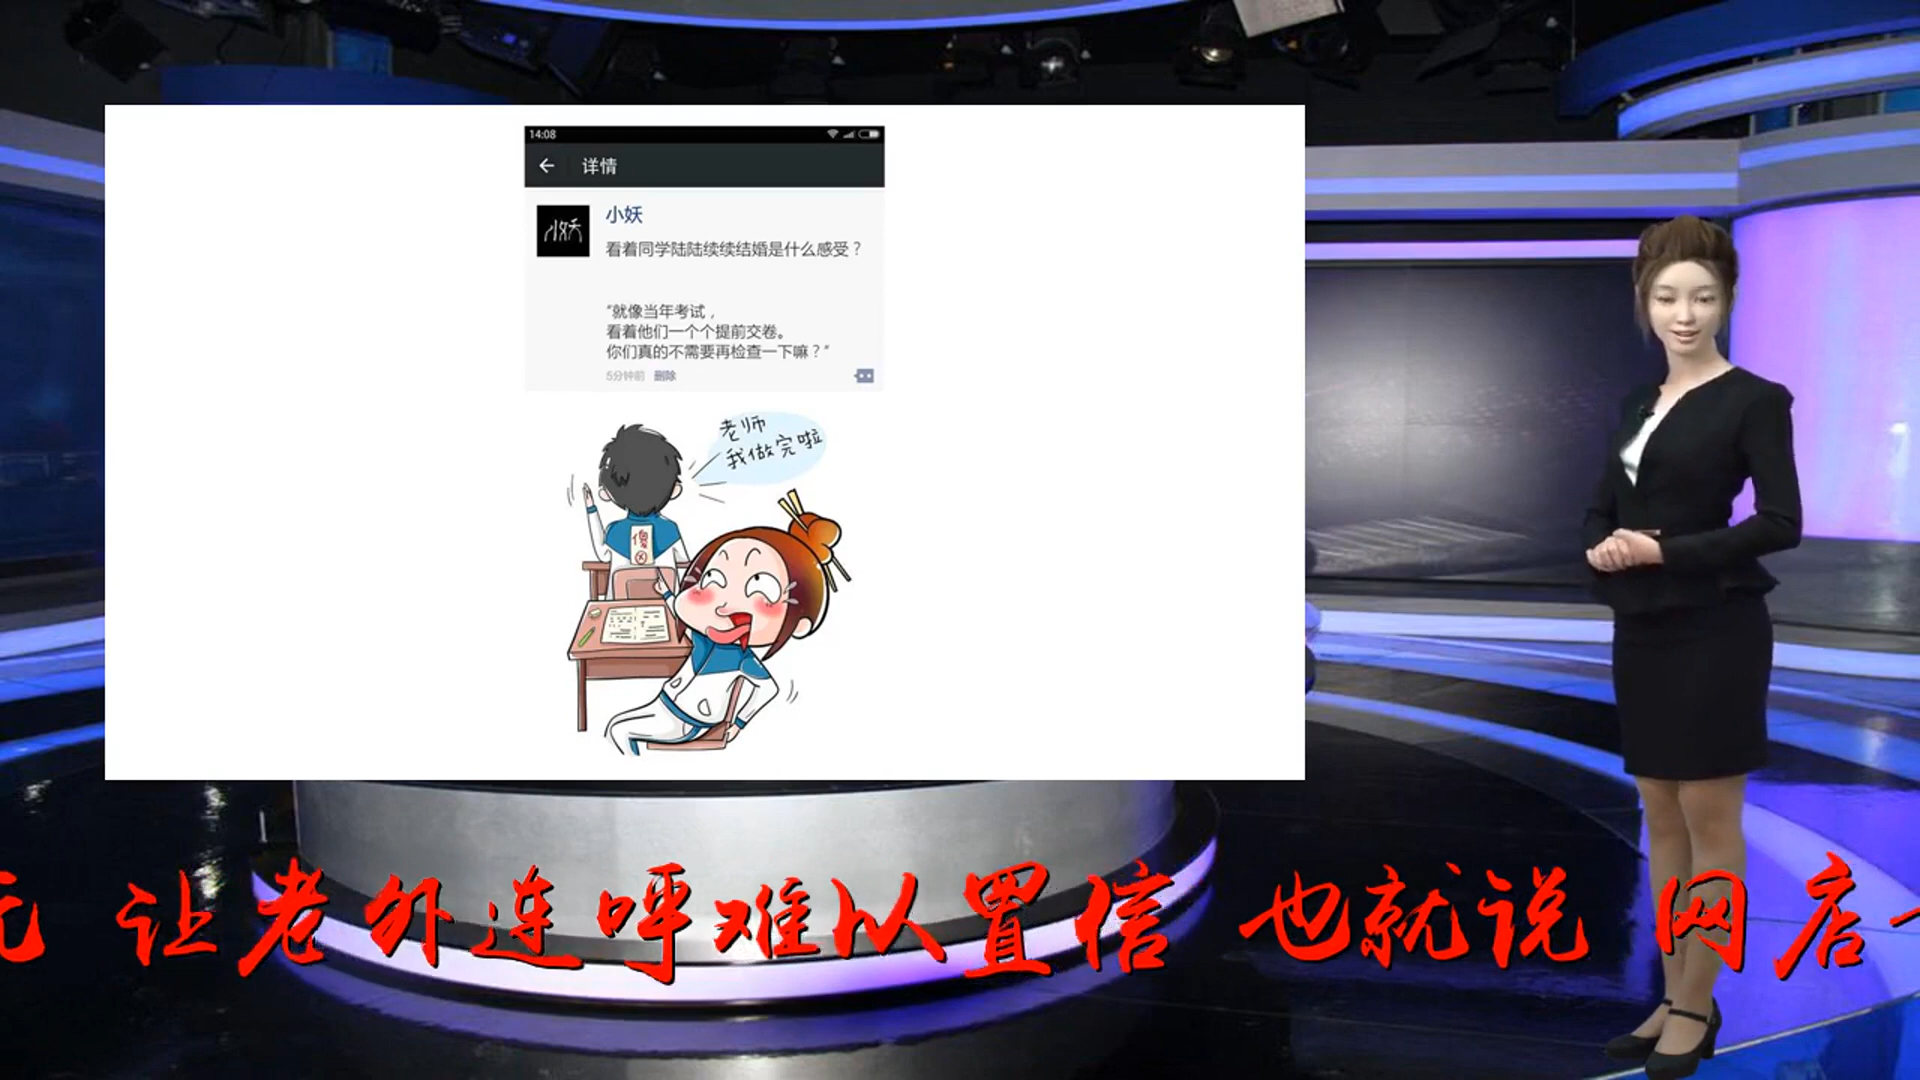 14:08
详情
小妖
小妖
看着同学陆陆续续结婚是什么感受？
“就像当年考试，
看着他们一个个提前交卷。
你们真的不需要再检查一下嘛？”
5分钟前 删除
老师
我做完啦
傻
让老外连呼难以置信 也就说 网店